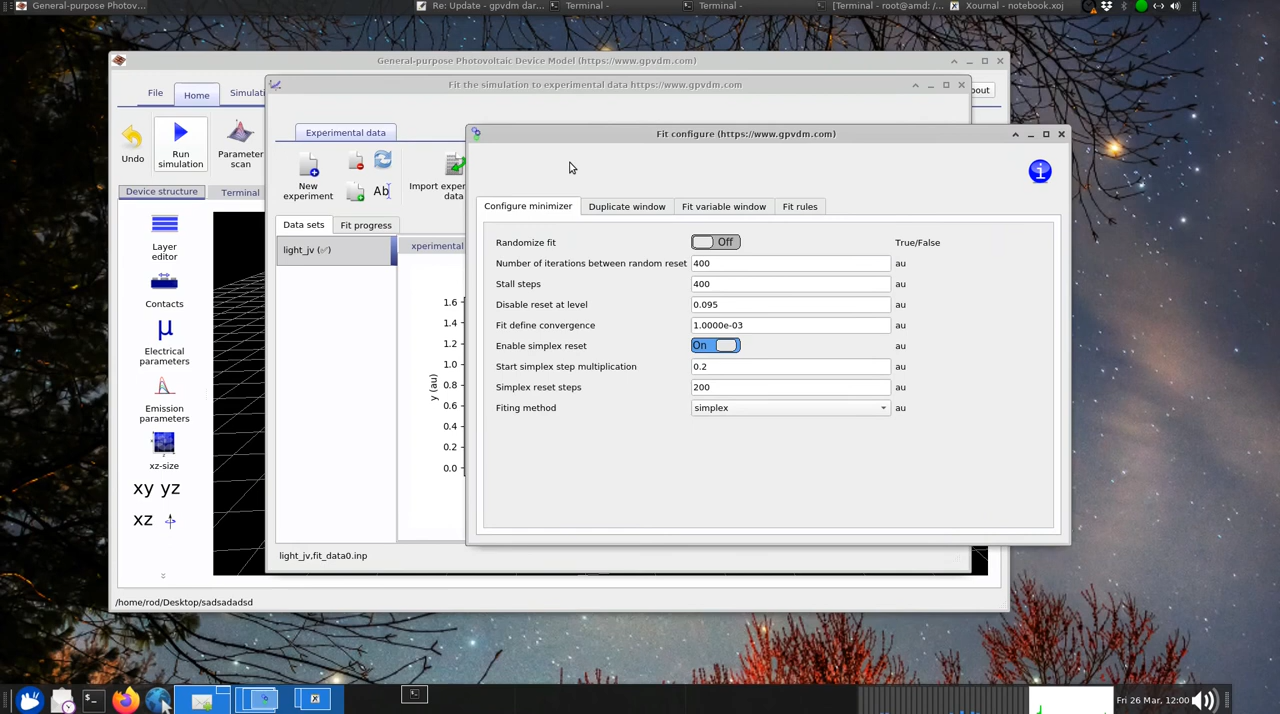 General-purpose Photov...
Re: Update - gpvdm dar...
Terminal -
Terminal -
[Terminal - root@amd: /...
Xournal - notebook.xoj
General-purpose Photovoltaic Device Model (https://www.gpvdm.com)
File
Home
Simulati
out
Undo
Run simulation
Parameter scan
Device structure
Terminal
Layer editor
Contacts
μ
Electrical parameters
Emission parameters
xz-size
xy yz
xz
/home/rod/Desktop/sadsadadsd
Fit the simulation to experimental data https://www.gpvdm.com
Experimental data
New experiment
Ab
Import exper data
Data sets
Fit progress
light_jv (✅)
xperimental
1.6
1.4
1.2
1.0
0.8
0.6
0.4
0.2
0.0
y (au)
light_jv,fit_data0.inp
Fit configure (https://www.gpvdm.com)
Configure minimizer
Duplicate window
Fit variable window
Fit rules
Randomize fit Off True/False
Number of iterations between random reset 400 au
Stall steps 400 au
Disable reset at level 0.095 au
Fit define convergence 1.0000e-03 au
Enable simplex reset On au
Start simplex step multiplication 0.2 au
Simplex reset steps 200 au
Fiting method simplex au
Fri 26 Mar, 12:00